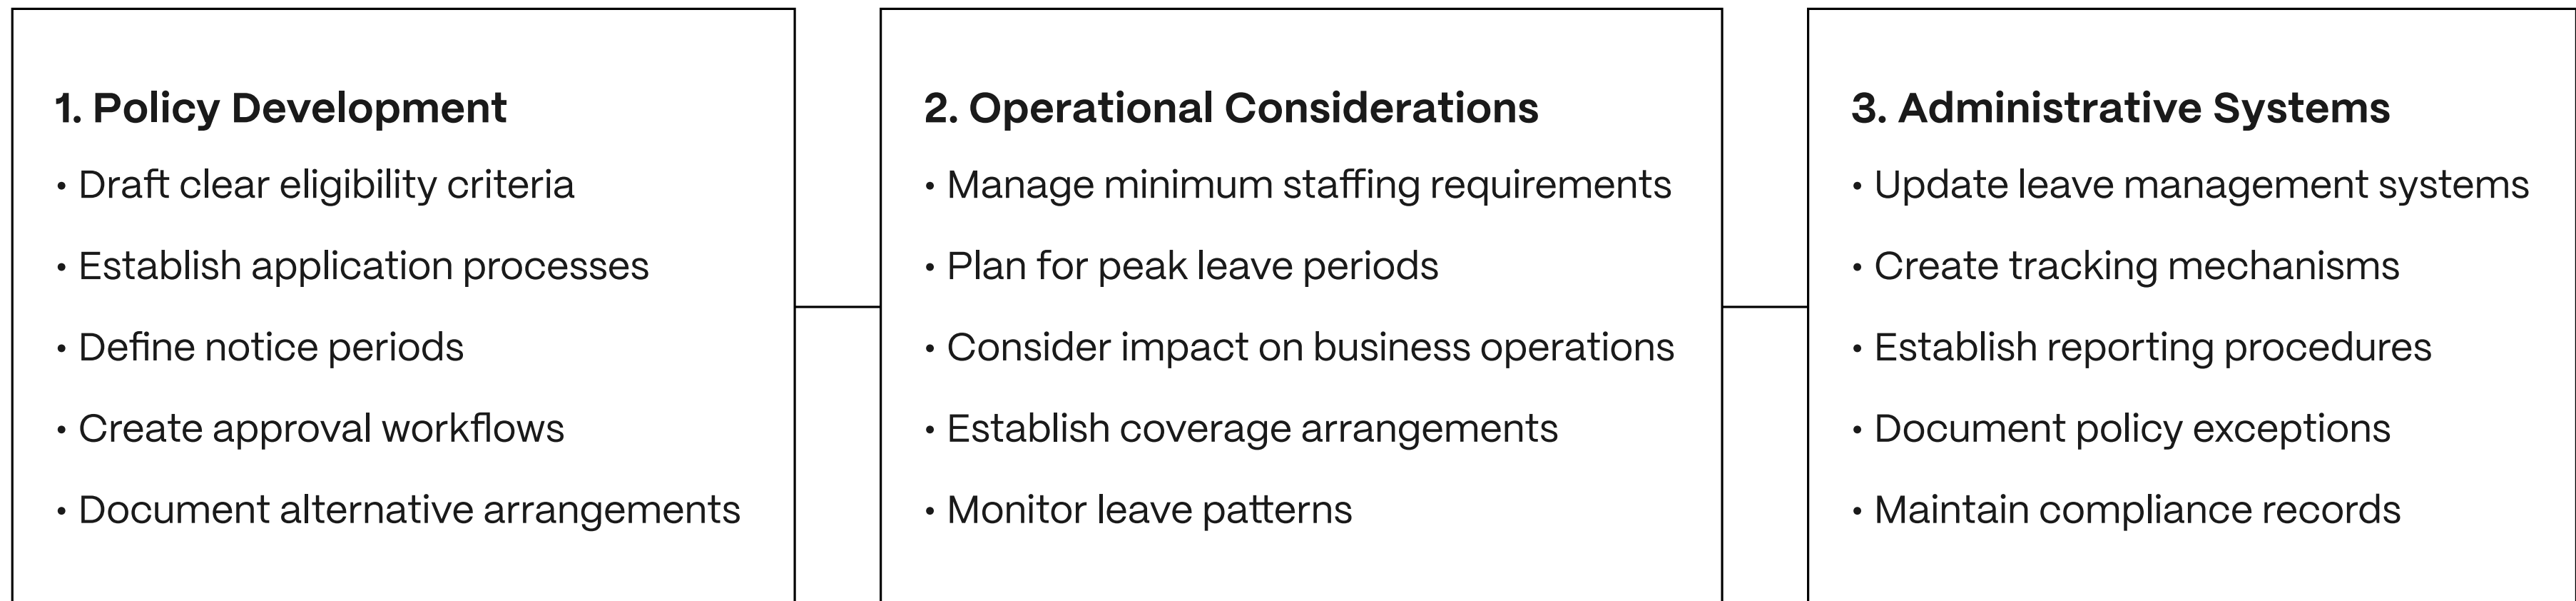 1. Policy Development
• Draft clear eligibility criteria
• Establish application processes
• Define notice periods
• Create approval workflows
• Document alternative arrangements
2. Operational Considerations
• Manage minimum staffing requirements
• Plan for peak leave periods
• Consider impact on business operations
• Establish coverage arrangements
• Monitor leave patterns
3. Administrative Systems
• Update leave management systems
• Create tracking mechanisms
• Establish reporting procedures
• Document policy exceptions
• Maintain compliance records